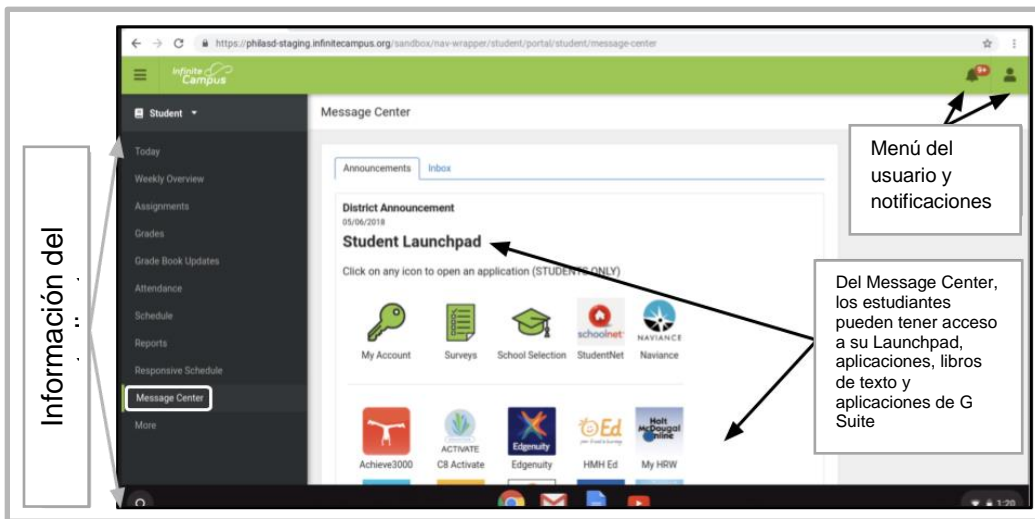 https://philasd-staging.infinitecampus.org/sandbox/nav-wrapper/student/portal/student/message-center
Infinite
Campus
9+
Student
Message Center
Today
Weekly Overview
Assignments
Grades
Grade Book Updates
Attendance
Schedule
Reports
Responsive Schedule
Message Center
More
Announcements
Inbox
District Announcement
05/06/2018
Student Launchpad
Click on any icon to open an application (STUDENTS ONLY)
schoolnet
NAVIANCE
My Account
Surveys
School Selection
StudentNet
Naviance
ACTIVATE
Edgenuity
Ed
Holt
McDougal
Online
Achieve3000
C8 Activate
Edgenuity
HMH Ed
My HRW
1:20
Información del
Menú del
usuario y
notificaciones
Del Message Center,
los estudiantes
pueden tener acceso
a su Launchpad,
aplicaciones, libros
de texto y
aplicaciones de G
Suite